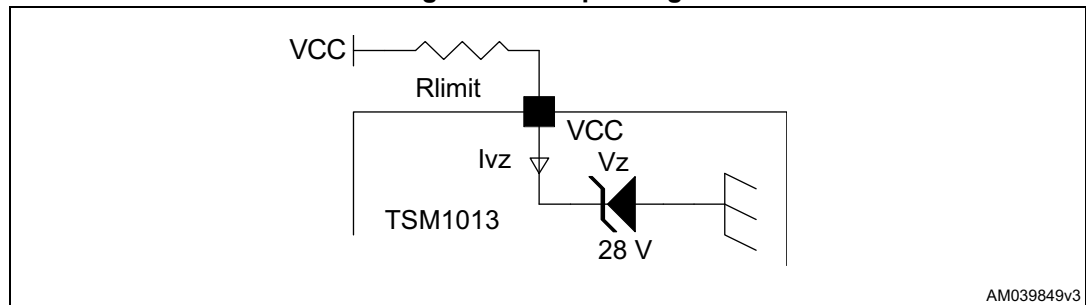 VCC
Rlimit
VCC
Ivz
Vz
TSM1013
28 V
AM039849v3